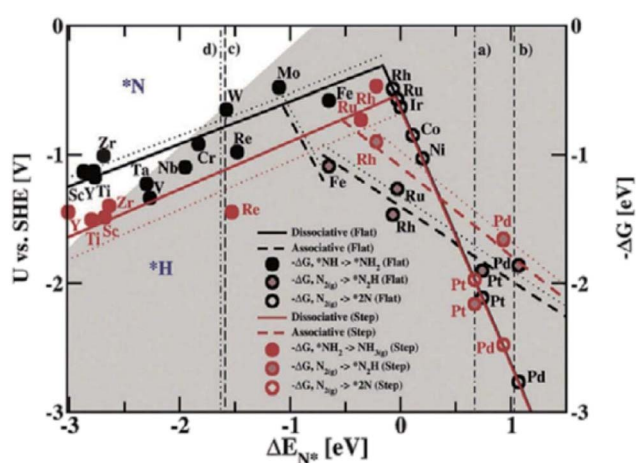 d) c) a) b)
*N
*H
W
Mo
Fe
Rh
Ru
Ir
Co
Ni
Zr
ScYTi
Ta
V
Nb
Cr
Re
Y
Ti
Sc
Zr
Re
Ru
Rh
Rh
Fe
Ru
Rh
Pd
Pd
Pt
Pt
Pt
Pt
Pd
Pd
Dissociative (Flat)
Associative (Flat)
-ΔG, *NH -> *NH2 (Flat)
-ΔG, N2(g) -> *N2H (Flat)
-ΔG, N2(g) -> *2N (Flat)
Dissociative (Step)
Associative (Step)
-ΔG, *NH2 -> NH3(g) (Step)
-ΔG, N2(g) -> *N2H (Step)
-ΔG, N2(g) -> *2N (Step)
U vs. SHE [V]
-0
-1
-2
-3
-0
-1
-2
-3
-ΔG [eV]
-3 -2 -1 0 1
ΔEN* [eV]